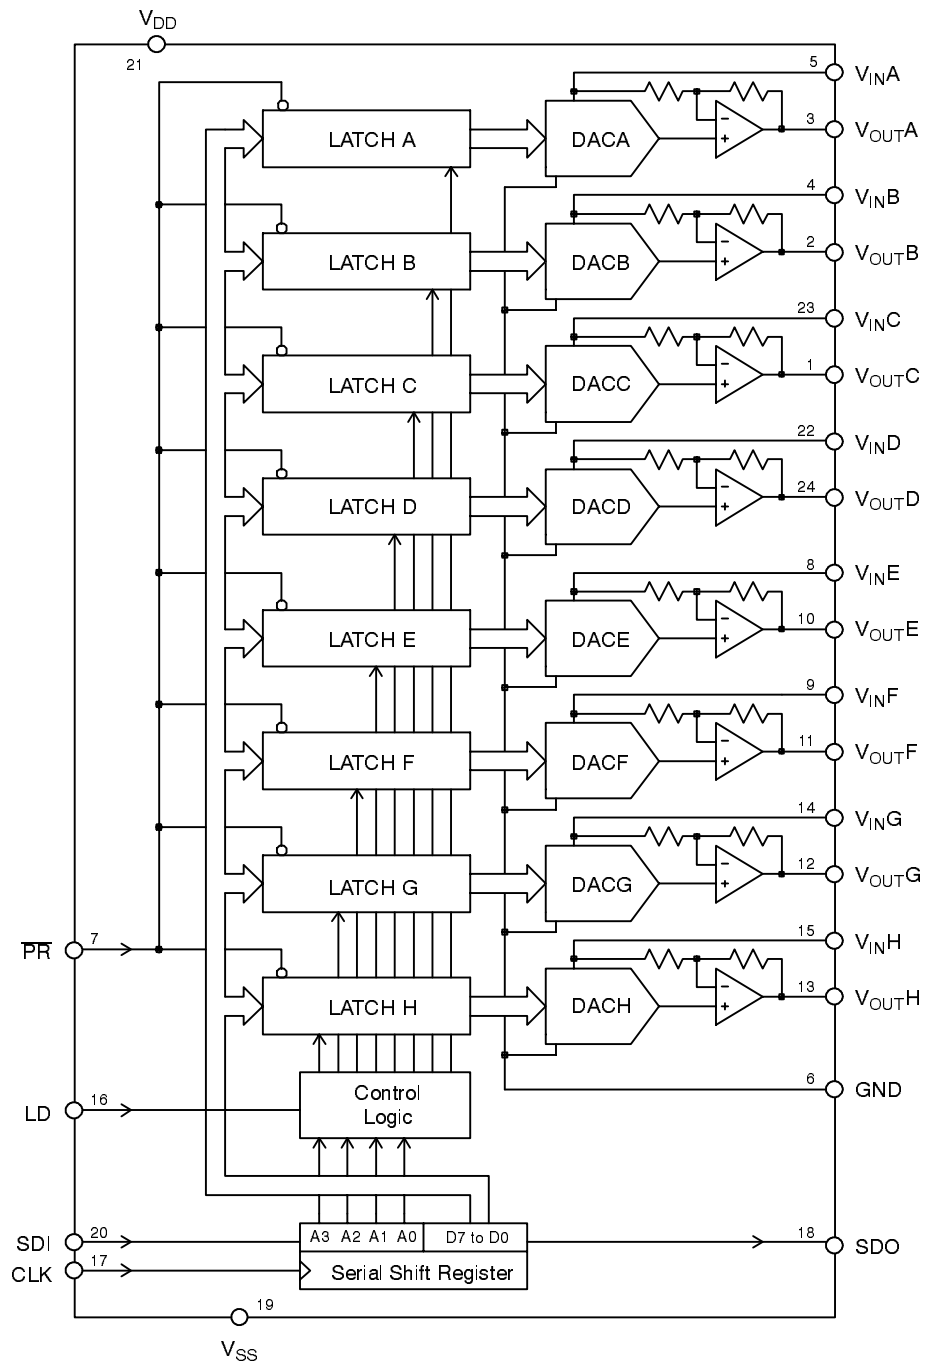 VDD
21
5 VINA
LATCH A DACA 3 VOUTA
4 VINB
LATCH B DACB 2 VOUTB
23 VINC
LATCH C DACC 1 VOUTC
22 VIND
LATCH D DACD 24 VOUTD
8 VINE
LATCH E DACE 10 VOUTE
9 VINF
LATCH F DACF 11 VOUTF
14 VING
LATCH G DACG 12 VOUTG
PR 7 15 VINH
LATCH H DACH 13 VOUTH
6 GND
LD 16 Control
Logic
SDI 20 A3 A2 A1 A0 D7 to D0 18 SDO
CLK 17 Serial Shift Register
19
VSS